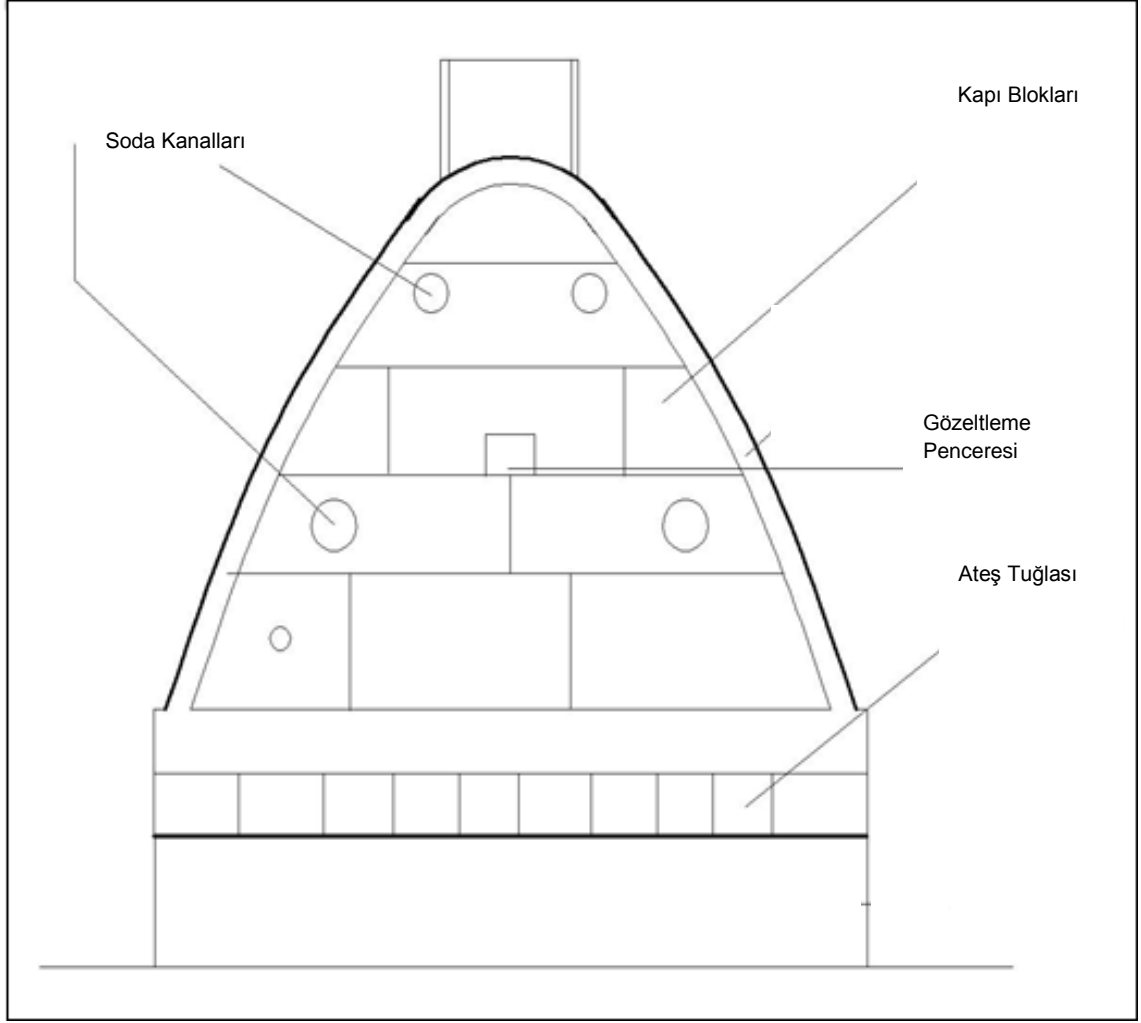 Kapı Blokları
Soda Kanalları
Gözeltleme
Penceresi
Ateş Tuğlası